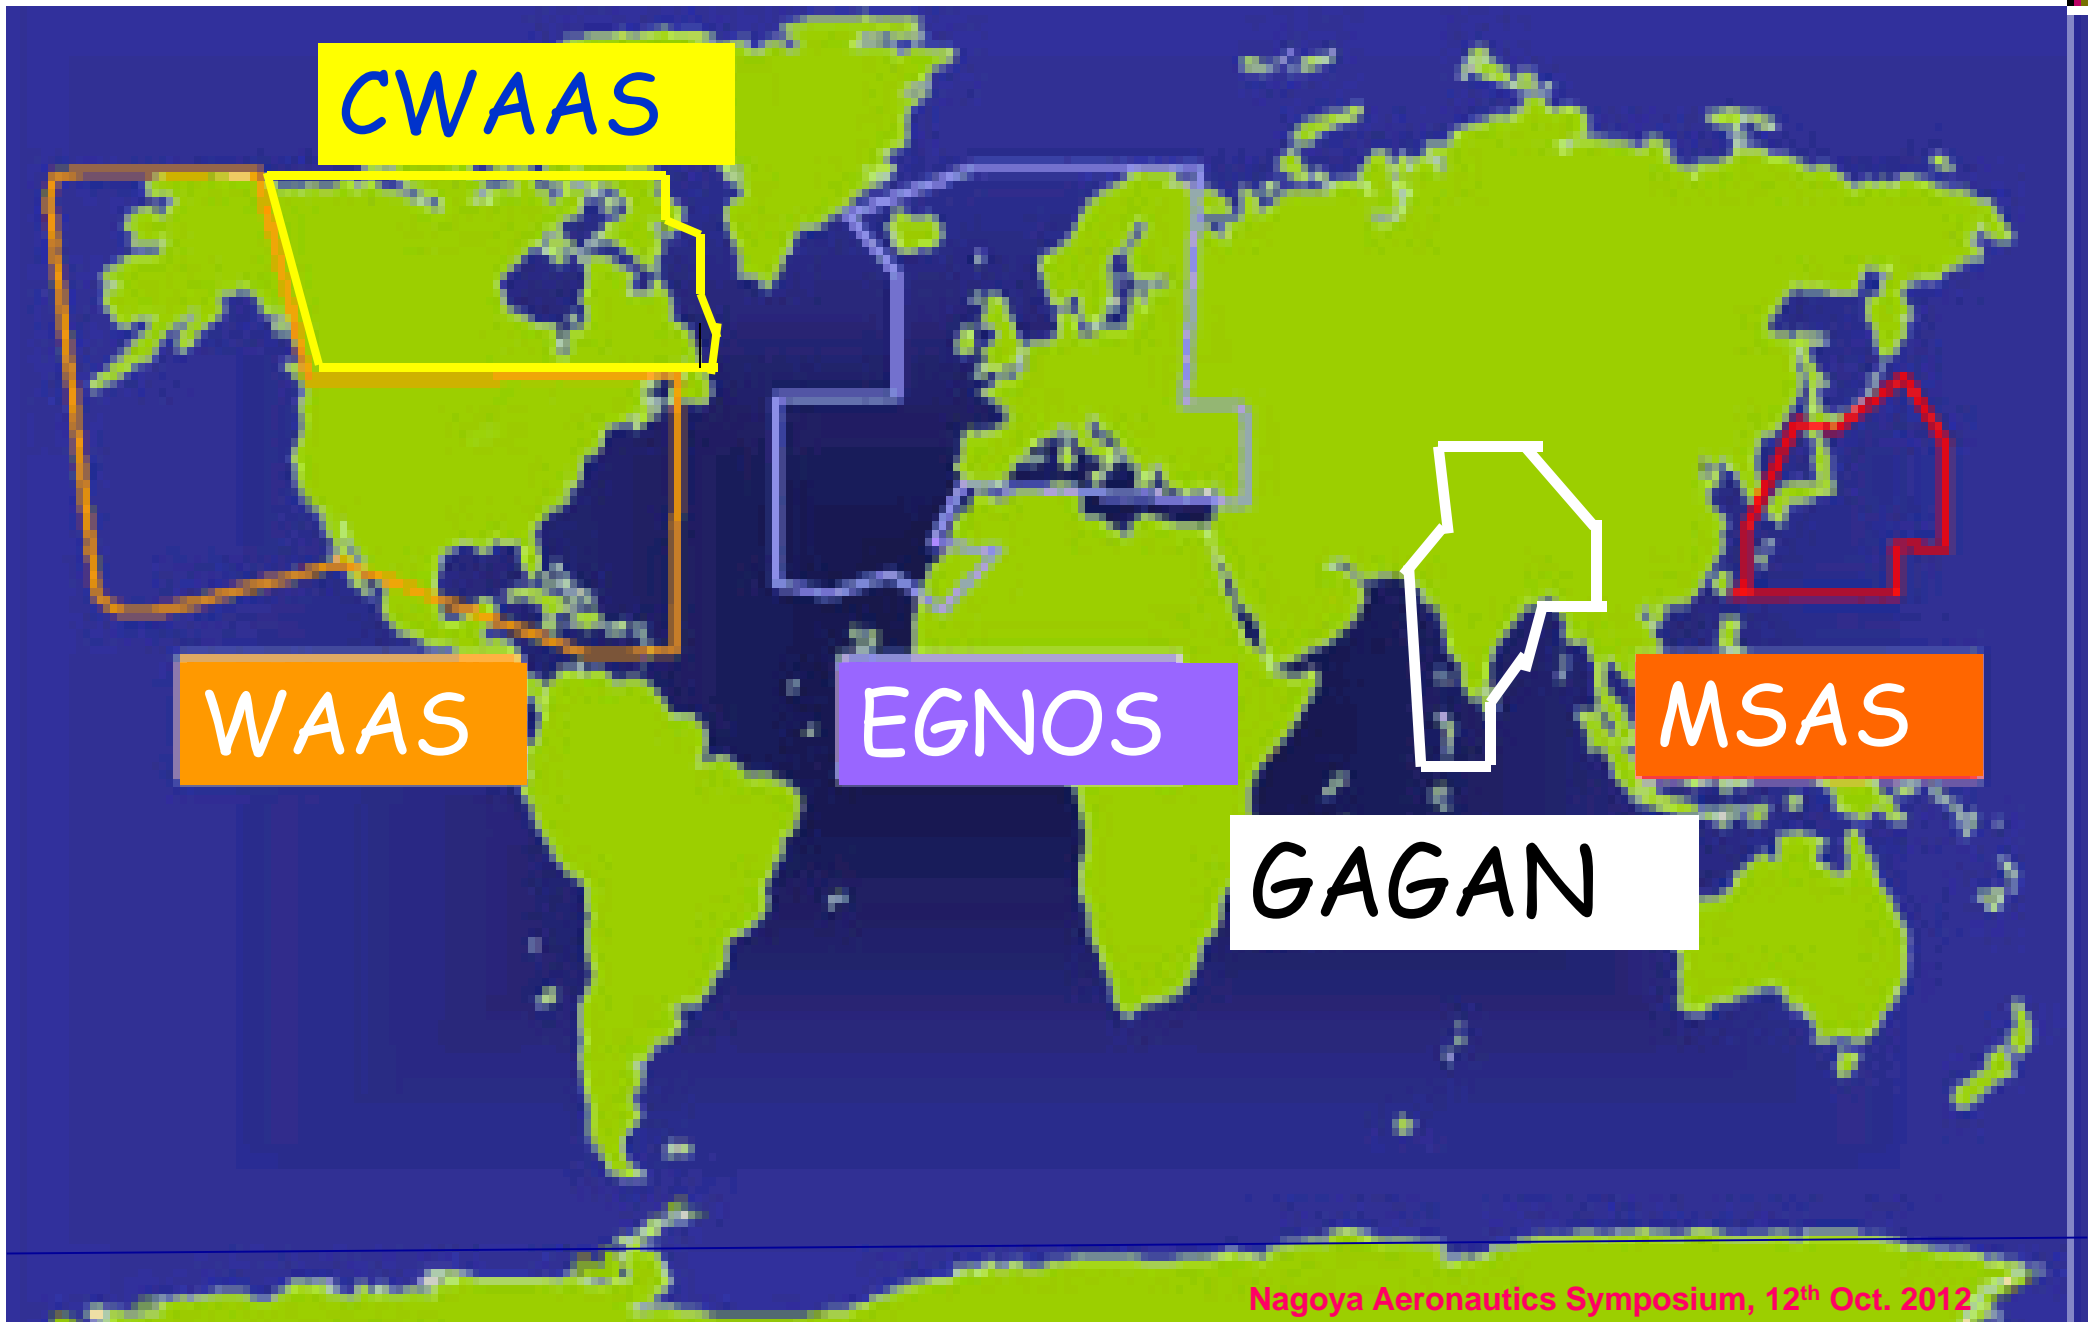 CWAAS
WAAS
EGNOS
MSAS
GAGAN
Nagoya Aeronautics Symposium, 12th Oct. 2012